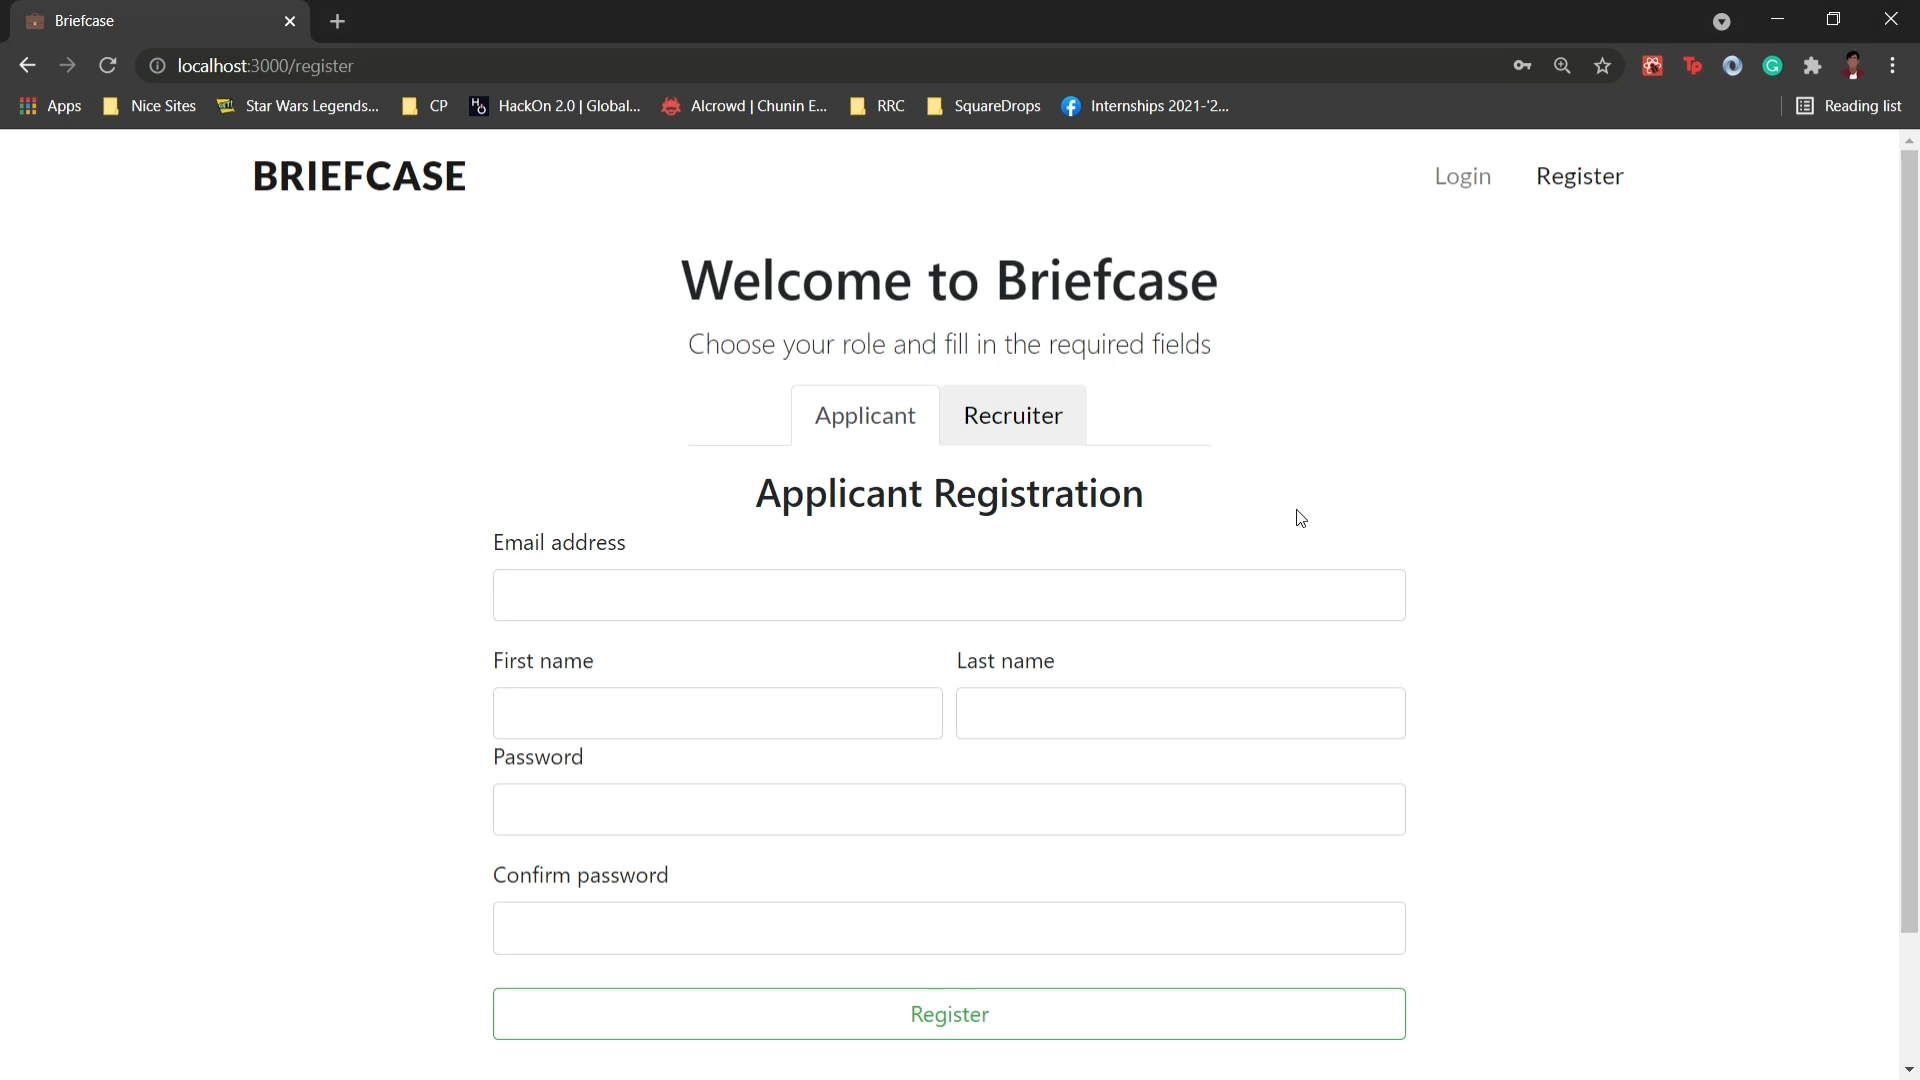 Briefcase
localhost:3000/register
Apps Nice Sites Star Wars Legends... CP HackOn 2.0 | Global... AIcrowd | Chunin E... RRC SquareDrops Internships 2021-'2... Reading list
BRIEFCASE Login Register
Welcome to Briefcase
Choose your role and fill in the required fields
Applicant Recruiter
Applicant Registration
Email address
First name Last name
Password
Confirm password
Register